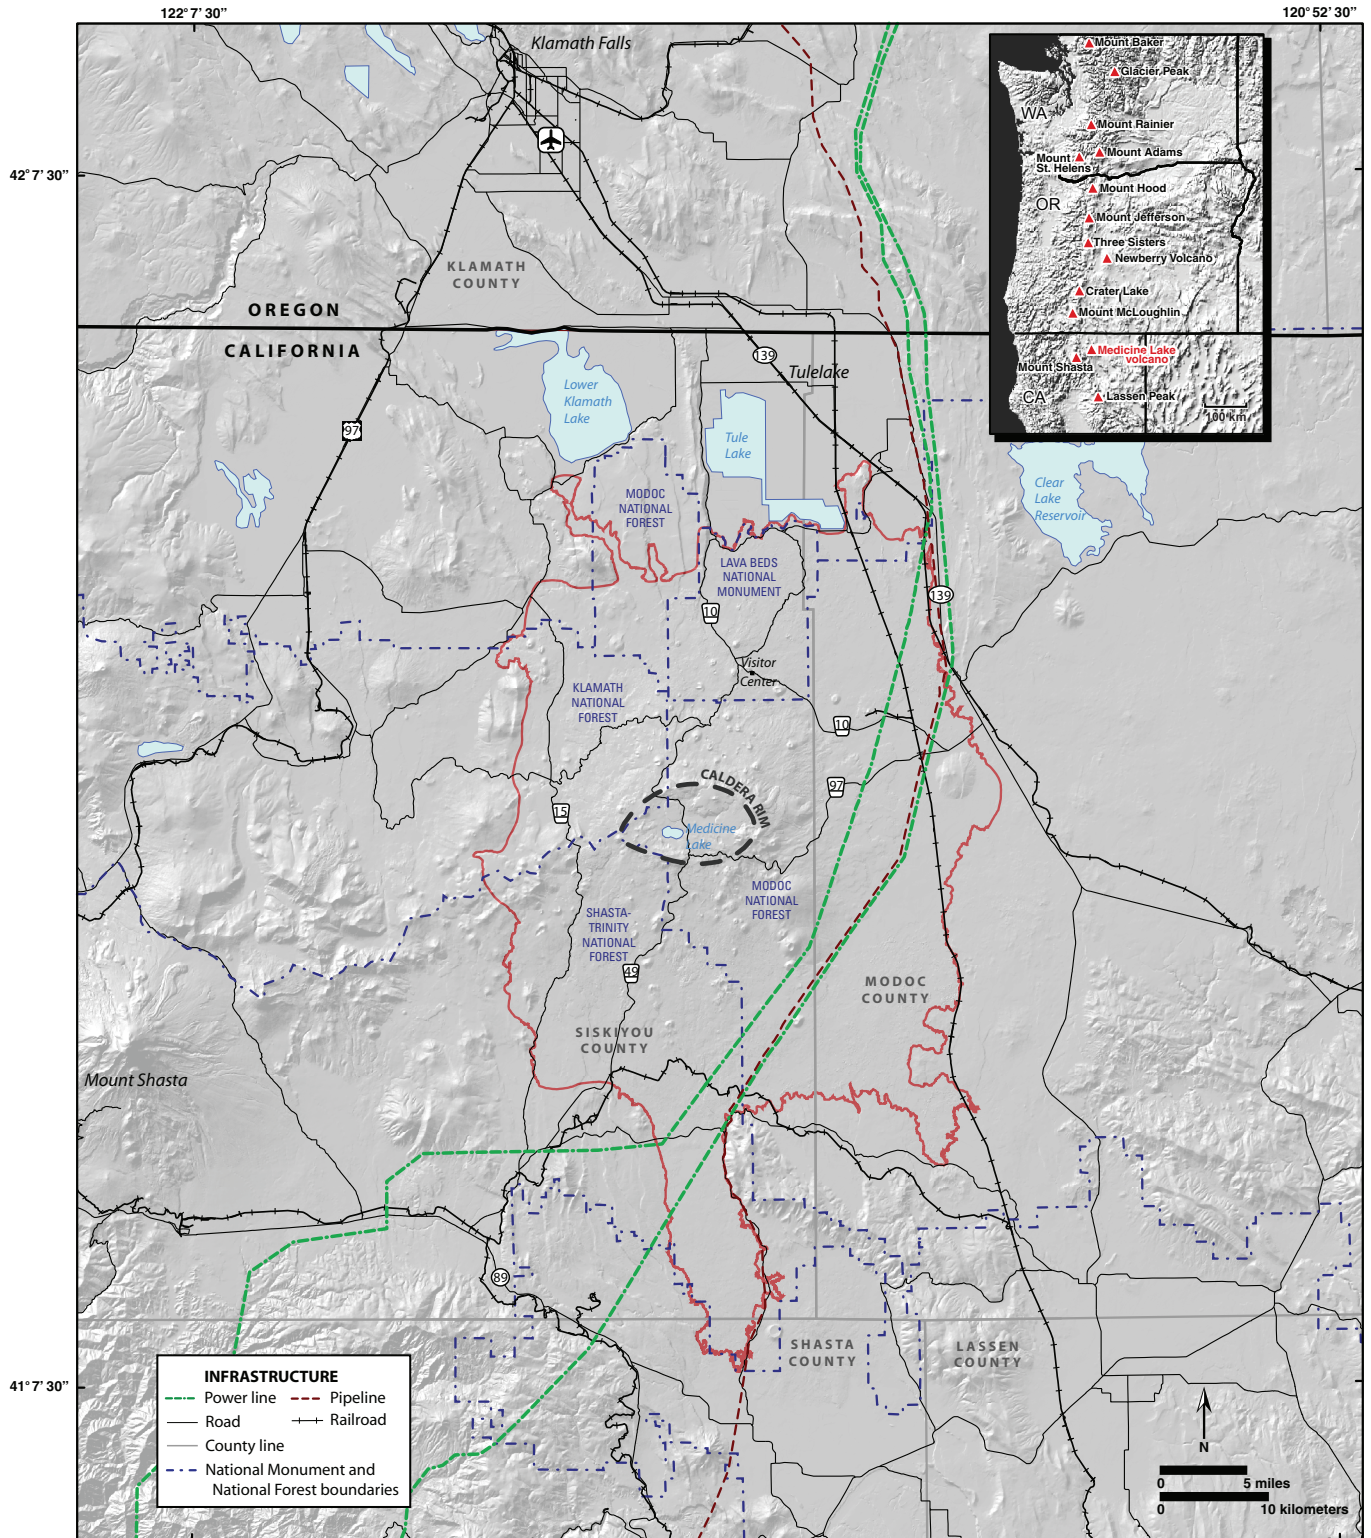 122°7'30"
120°52'30"
Klamath Falls
42°7'30"
KLAMATH
COUNTY
OREGON
CALIFORNIA
139
Tulelake
Lower
Klamath
Lake
97
Tule
Lake
MODOC
NATIONAL
FOREST
Clear
Lake
Reservoir
LAVA BEDS
NATIONAL
MONUMENT
139
10
Visitor
Center
KLAMATH
NATIONAL
FOREST
10
CALDERA RIM
97
15
Medicine
Lake
MODOC
NATIONAL
FOREST
SHASTA-
TRINITY
NATIONAL
FOREST
49
MODOC
COUNTY
SISKIYOU
COUNTY
Mount Shasta
89
SHASTA
COUNTY
LASSEN
COUNTY
41°7'30"
Mount Baker
Glacier Peak
WA
Mount Rainier
Mount Adams
Mount
St. Helens
Mount Hood
OR
Mount Jefferson
Three Sisters
Newberry Volcano
Crater Lake
Mount McLoughlin
Medicine Lake
volcano
Mount Shasta
CA
Lassen Peak
100 km
INFRASTRUCTURE
Power line
Pipeline
Road
Railroad
County line
National Monument and
National Forest boundaries
N
0 5 miles
0 10 kilometers